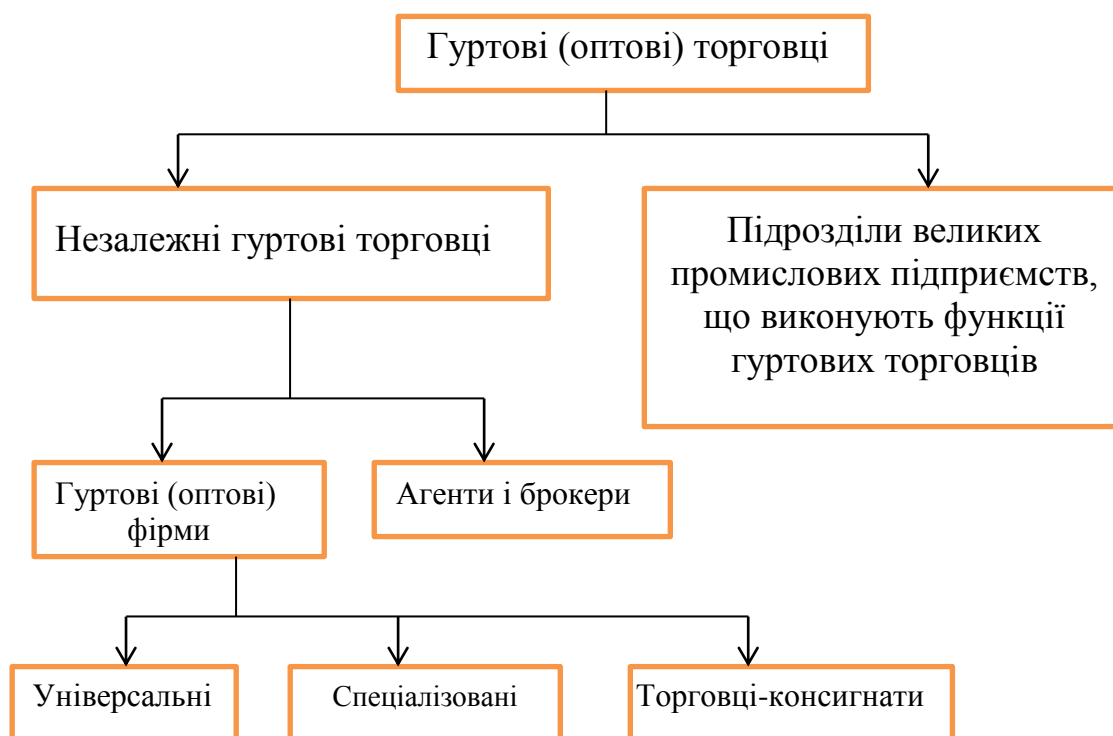 Гуртові (оптові) торговці
Незалежні гуртові торговці
Підрозділи великих
промислових підприємств,
що виконують функції
гуртових торговців
Гуртові (оптові)
фірми
Агенти і брокери
Універсальні
Спеціалізовані
Торговці-консигнати